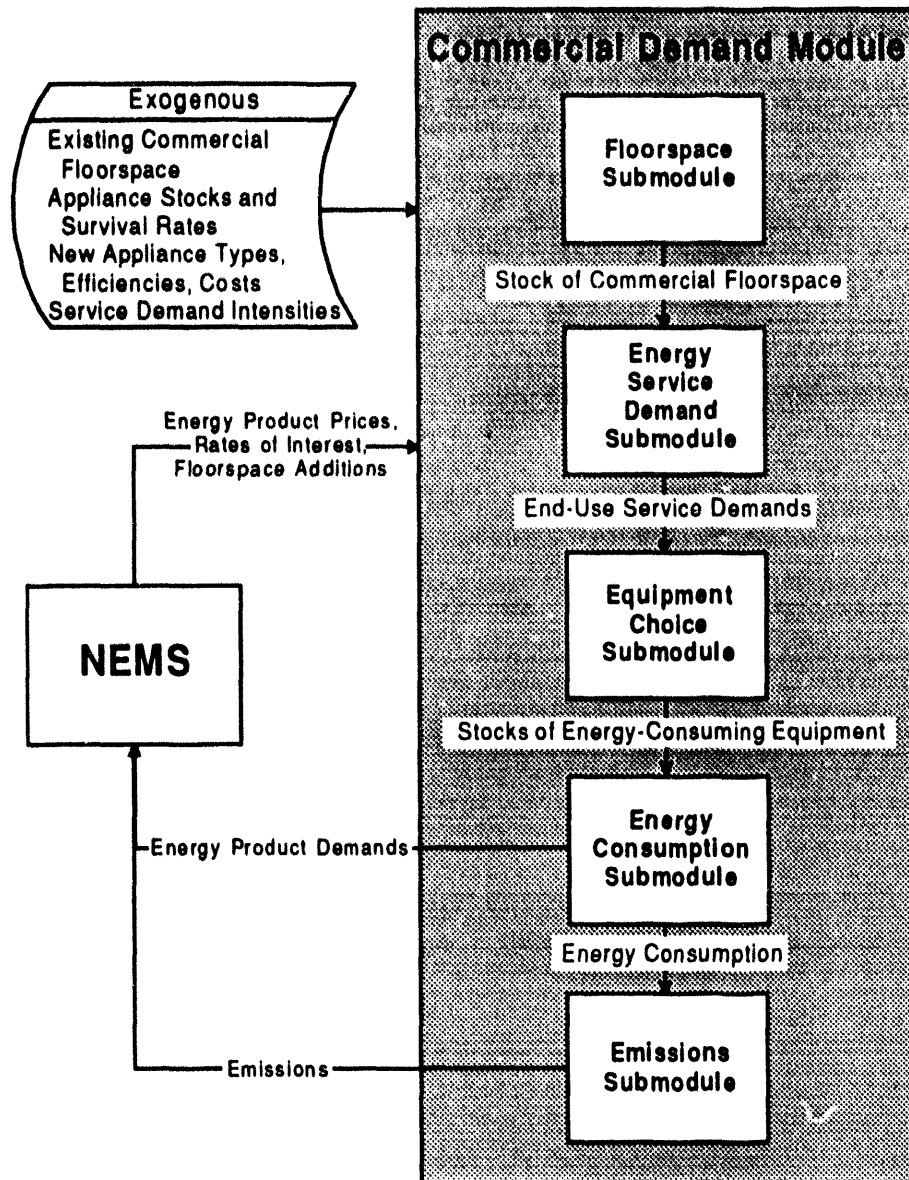 Commercial Demand Module
Exogenous
Existing Commercial
Floorspace
Appliance Stocks and
Survival Rates
New Appliance Types,
Efficiencies, Costs
Service Demand Intensities
Floorspace
Submodule
Stock of Commercial Floorspace
Energy
Service
Demand
Submodule
Energy Product Prices,
Rates of Interest,
Floorspace Additions
End-Use Service Demands
Equipment
Choice
Submodule
NEMS
Stocks of Energy-Consuming Equipment
Energy
Consumption
Submodule
Energy Product Demands
Energy Consumption
Emissions
Submodule
Emissions